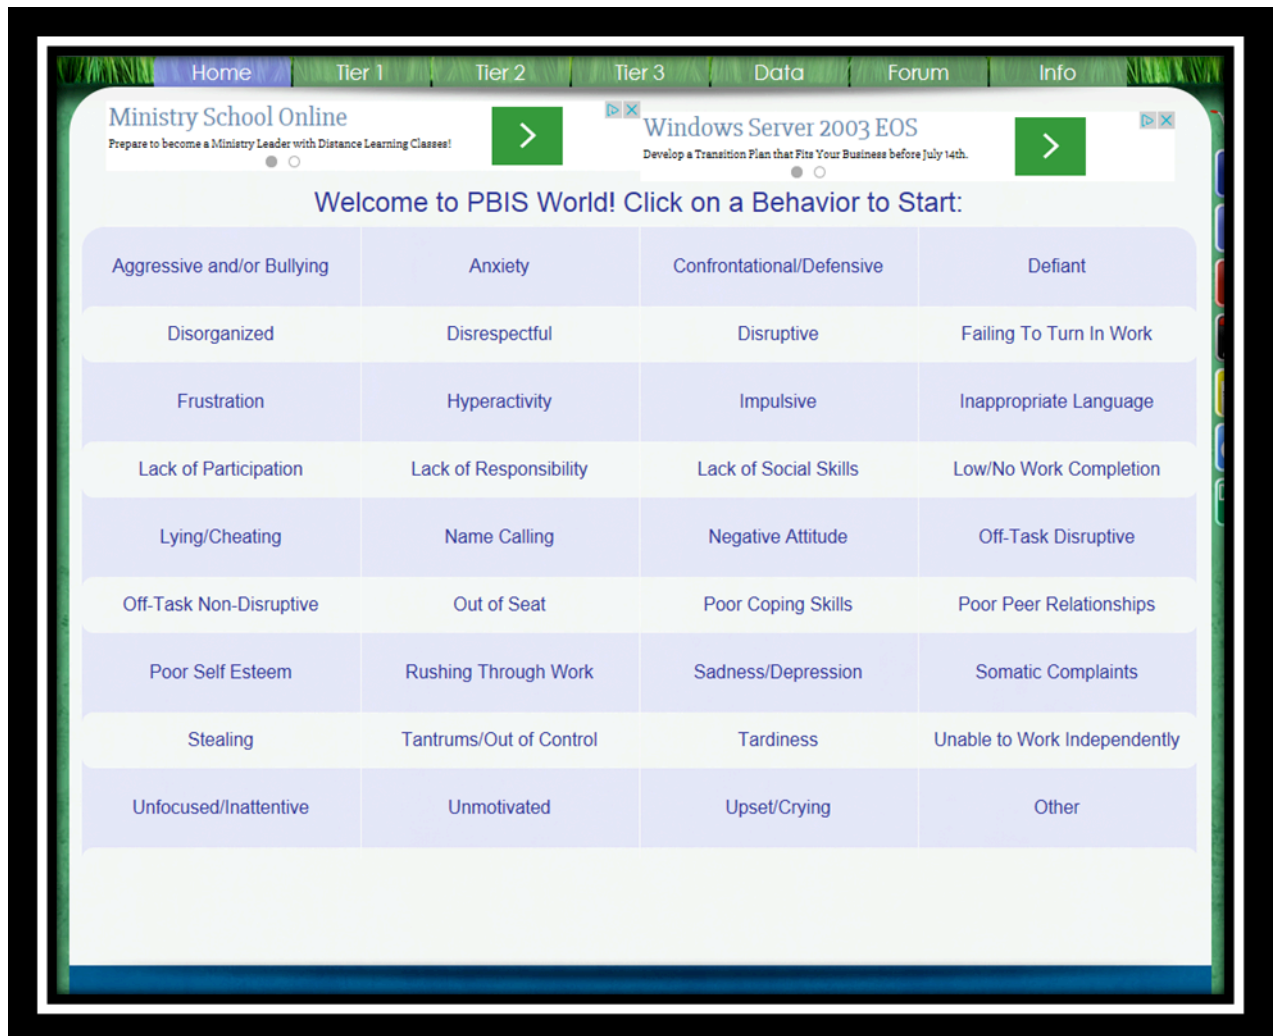 Home Tier 1 Tier 2 Tier 3 Data Forum Info
Ministry School Online
Prepare to become a Ministry Leader with Distance Learning Classes!
Windows Server 2003 EOS
Develop a Transition Plan that Fits Your Business before July 14th.
Welcome to PBIS World! Click on a Behavior to Start:
Aggressive and/or Bullying Anxiety Confrontational/Defensive Defiant
Disorganized Disrespectful Disruptive Failing To Turn In Work
Frustration Hyperactivity Impulsive Inappropriate Language
Lack of Participation Lack of Responsibility Lack of Social Skills Low/No Work Completion
Lying/Cheating Name Calling Negative Attitude Off-Task Disruptive
Off-Task Non-Disruptive Out of Seat Poor Coping Skills Poor Peer Relationships
Poor Self Esteem Rushing Through Work Sadness/Depression Somatic Complaints
Stealing Tantrums/Out of Control Tardiness Unable to Work Independently
Unfocused/Inattentive Unmotivated Upset/Crying Other